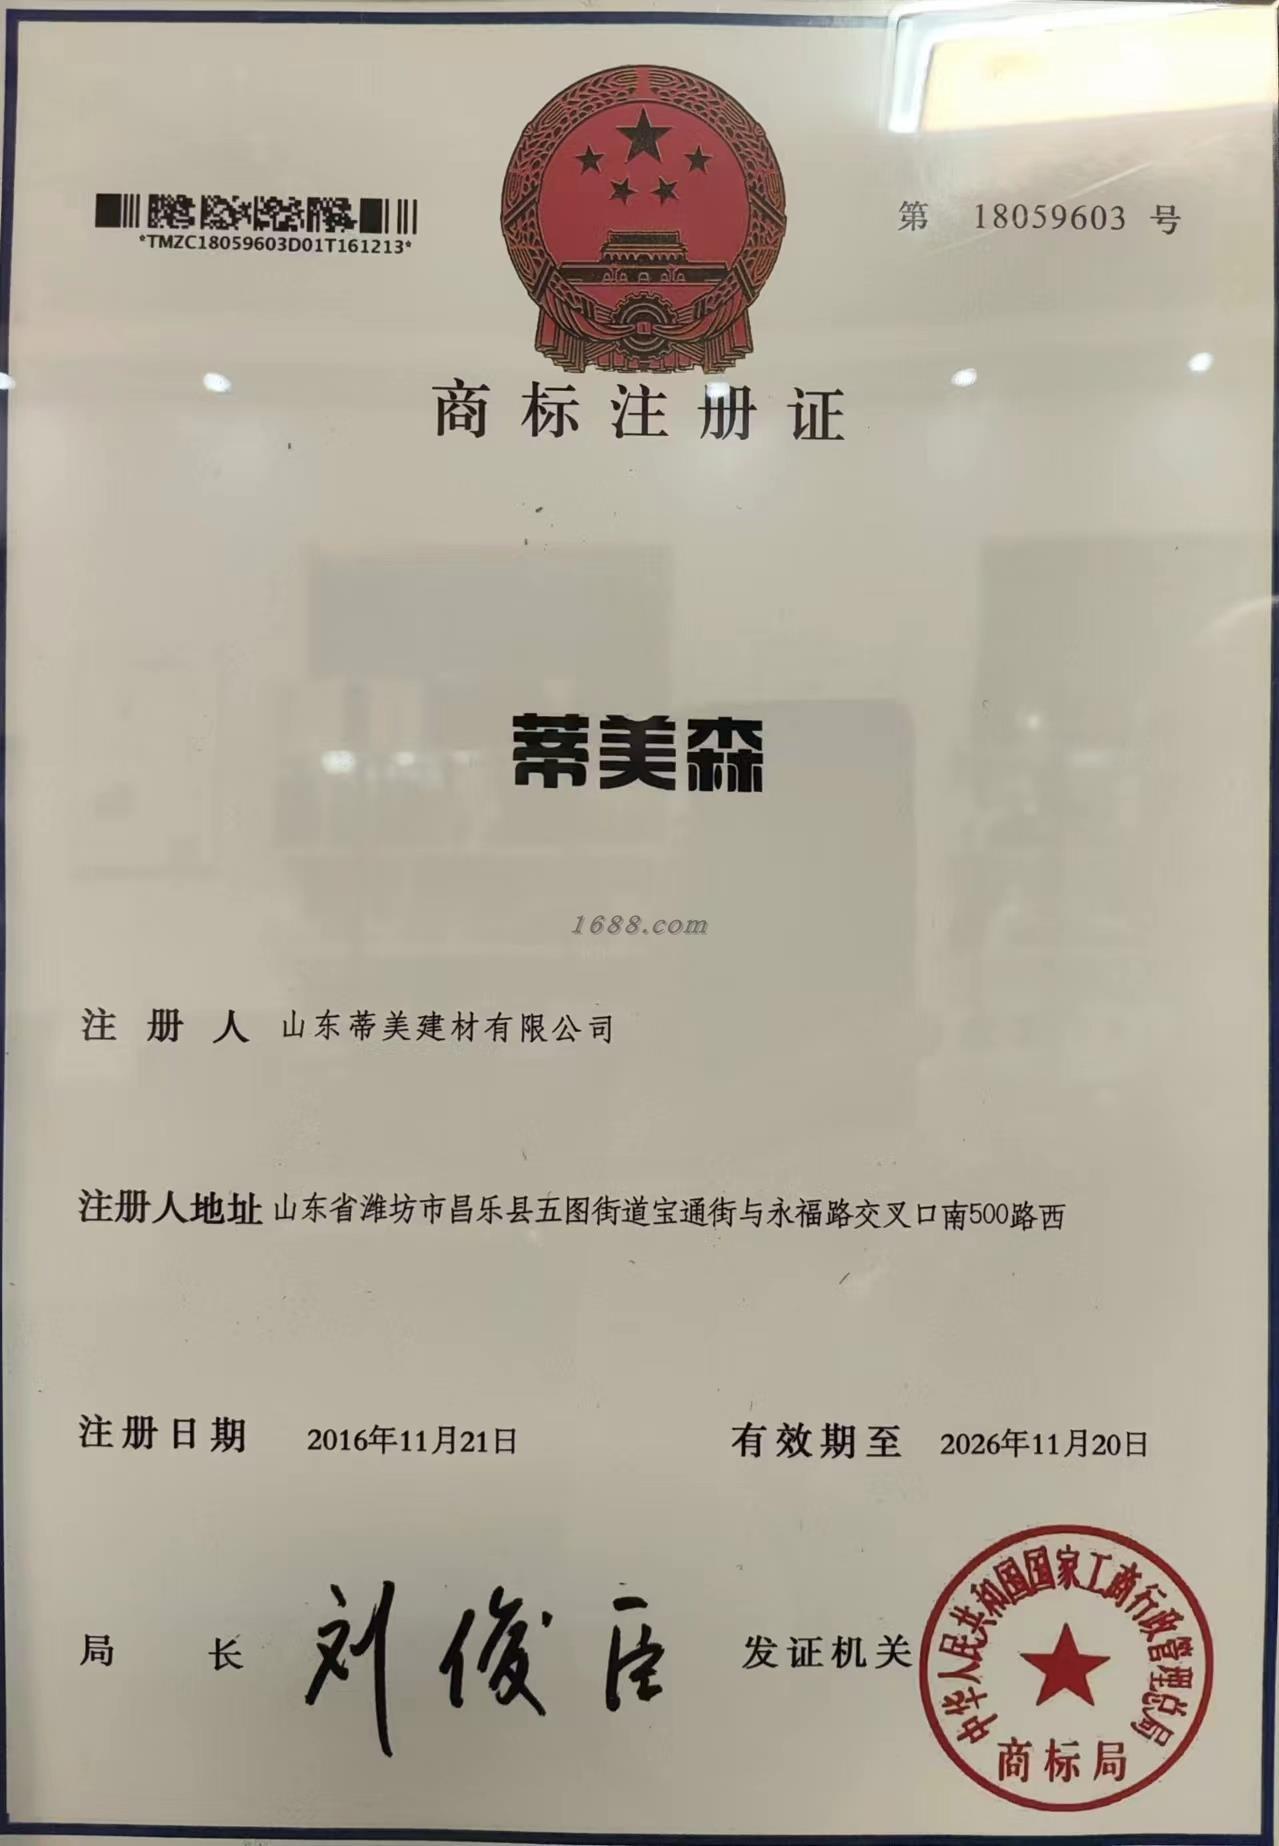 第 18059603 号
*TMZC18059603D01T161213*
商标注册证
蒂美森
1688.com
注册人 山东蒂美建材有限公司
注册人地址 山东省潍坊市昌乐县五图街道宝通街与永福路交叉口南500路西
注册日期 2016年11月21日 有效期至 2026年11月20日
局长 刘俊臣 发证机关
中华人民共和国国家工商行政管理总局
商标局